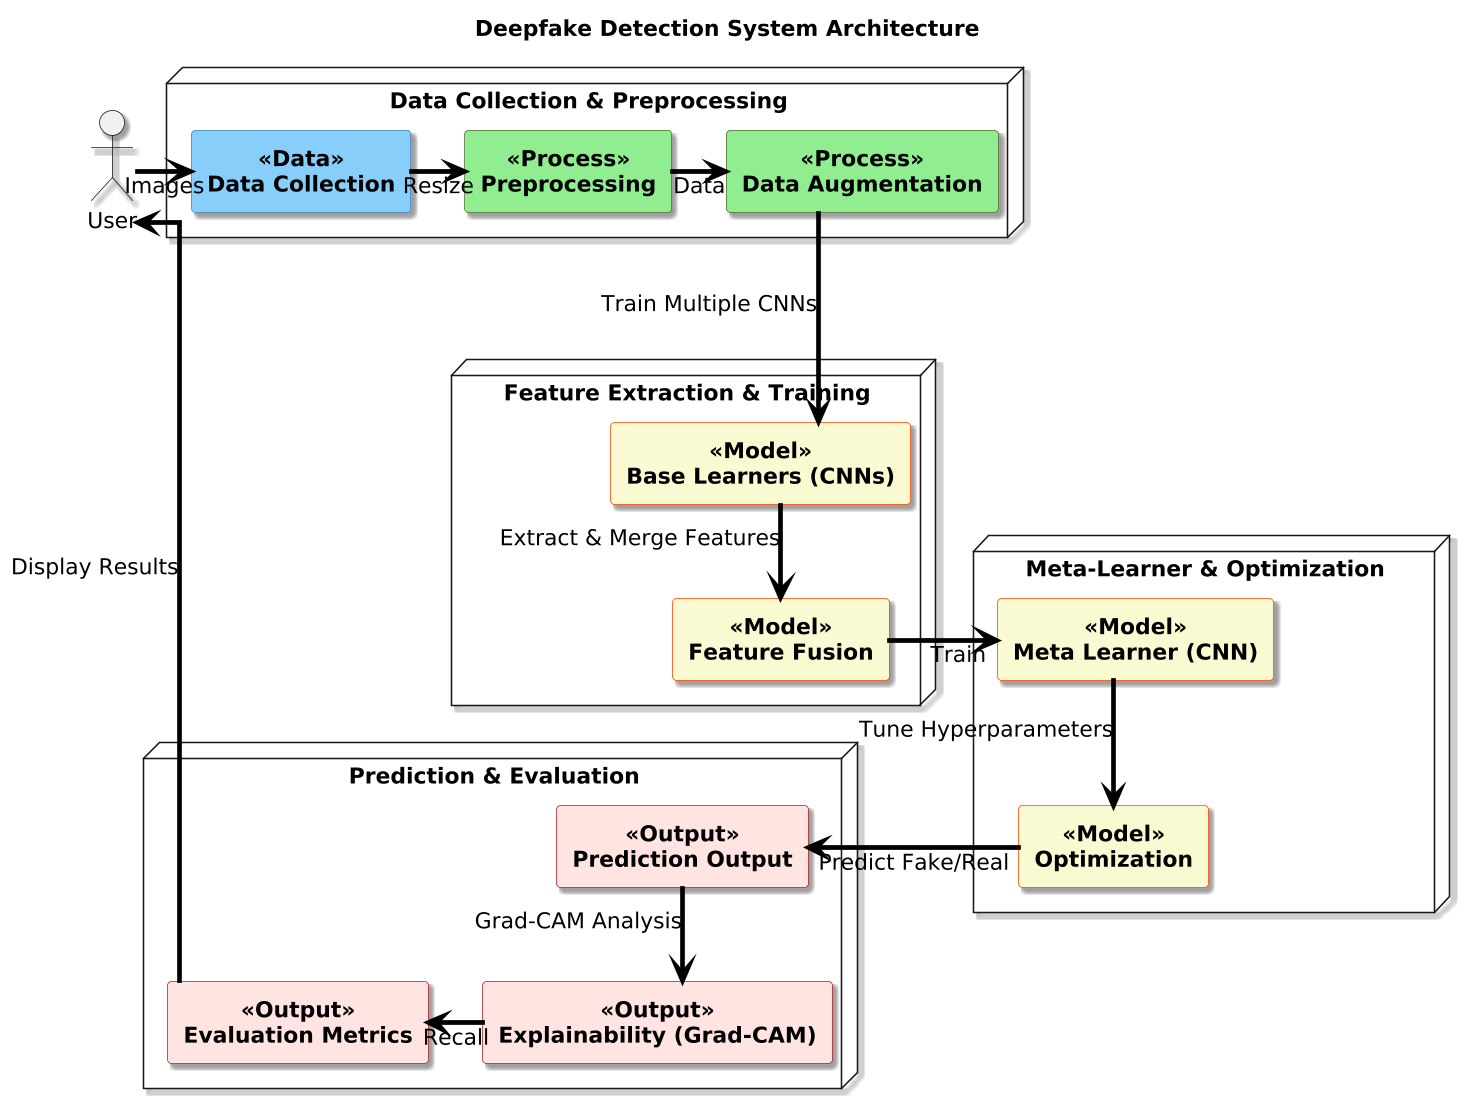 Deepfake Detection System Architecture
Data Collection & Preprocessing
«Data»
Data Collection
«Process»
Preprocessing
«Process»
Data Augmentation
Images
Resize
Data
User
Train Multiple CNNs
Feature Extraction & Training
«Model»
Base Learners (CNNs)
Extract & Merge Features
Display Results
Meta-Learner & Optimization
«Model»
Feature Fusion
Train
«Model»
Meta Learner (CNN)
Tune Hyperparameters
Prediction & Evaluation
«Output»
Prediction Output
Predict Fake/Real
«Model»
Optimization
Grad-CAM Analysis
«Output»
Evaluation Metrics
Recall
«Output»
Explainability (Grad-CAM)